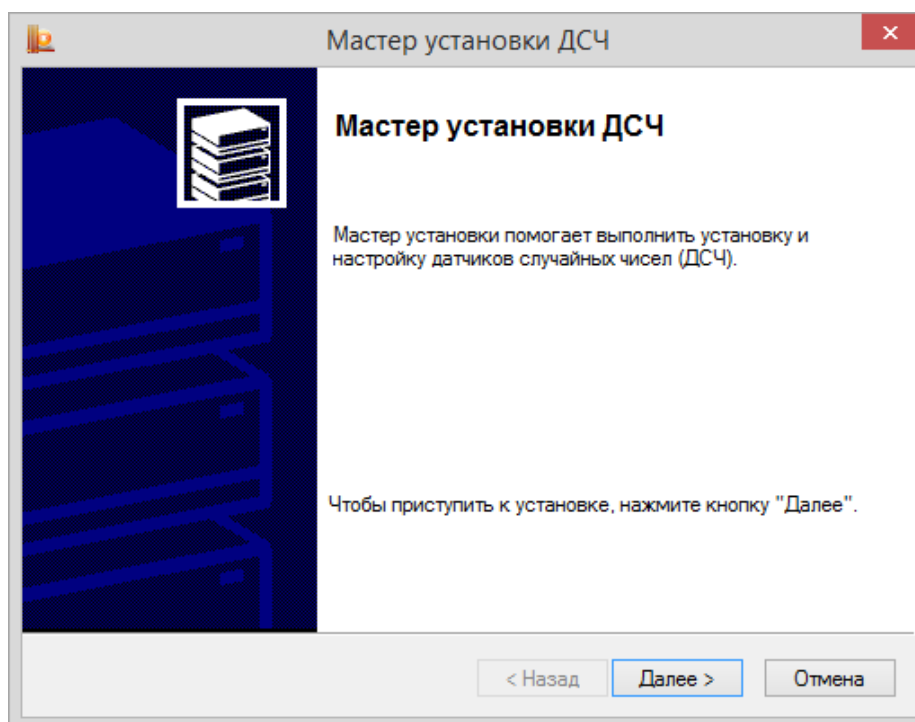 Мастер установки ДСЧ
Мастер установки ДСЧ
Мастер установки помогает выполнить установку и
настройку датчиков случайных чисел (ДСЧ).
Чтобы приступить к установке, нажмите кнопку "Далее".
< Назад
Далее >
Отмена